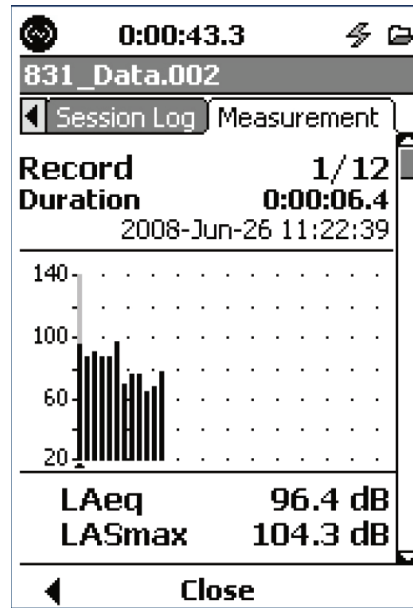 0:00:43.3
831_Data.002
Session Log Measurement
Record 1/12
Duration 0:00:06.4
2008-Jun-26 11:22:39
140
100
60
20
LAeq 96.4 dB
LASmax 104.3 dB
Close